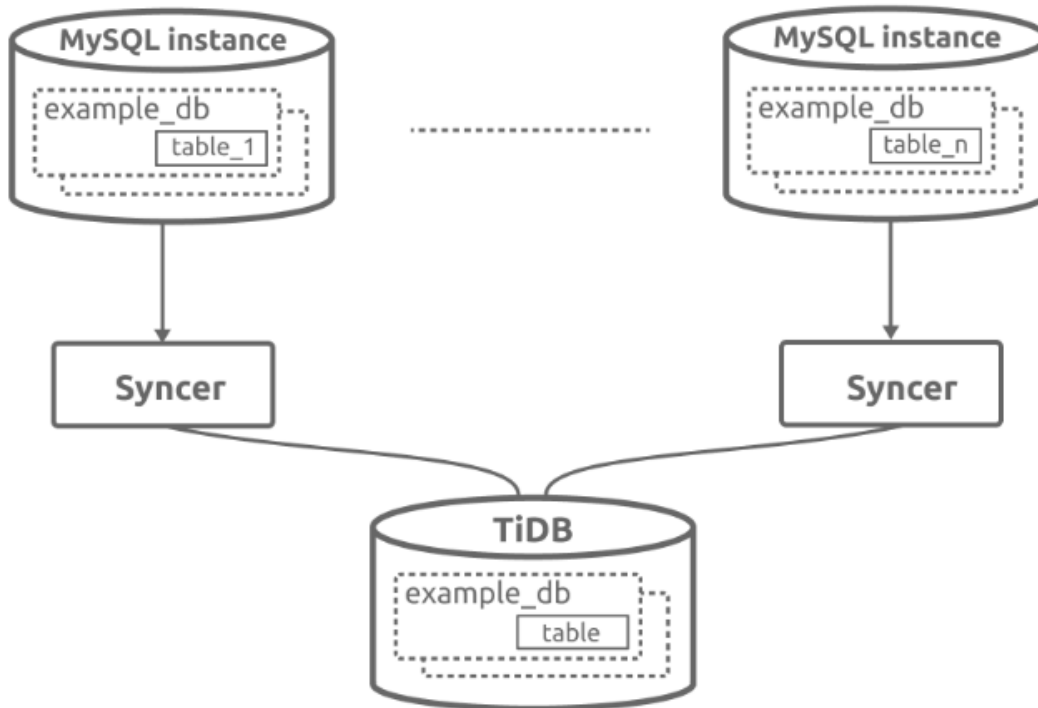 MySQL instance
example_db
table_1
MySQL instance
example_db
table_n
Syncer
Syncer
TiDB
example_db
table